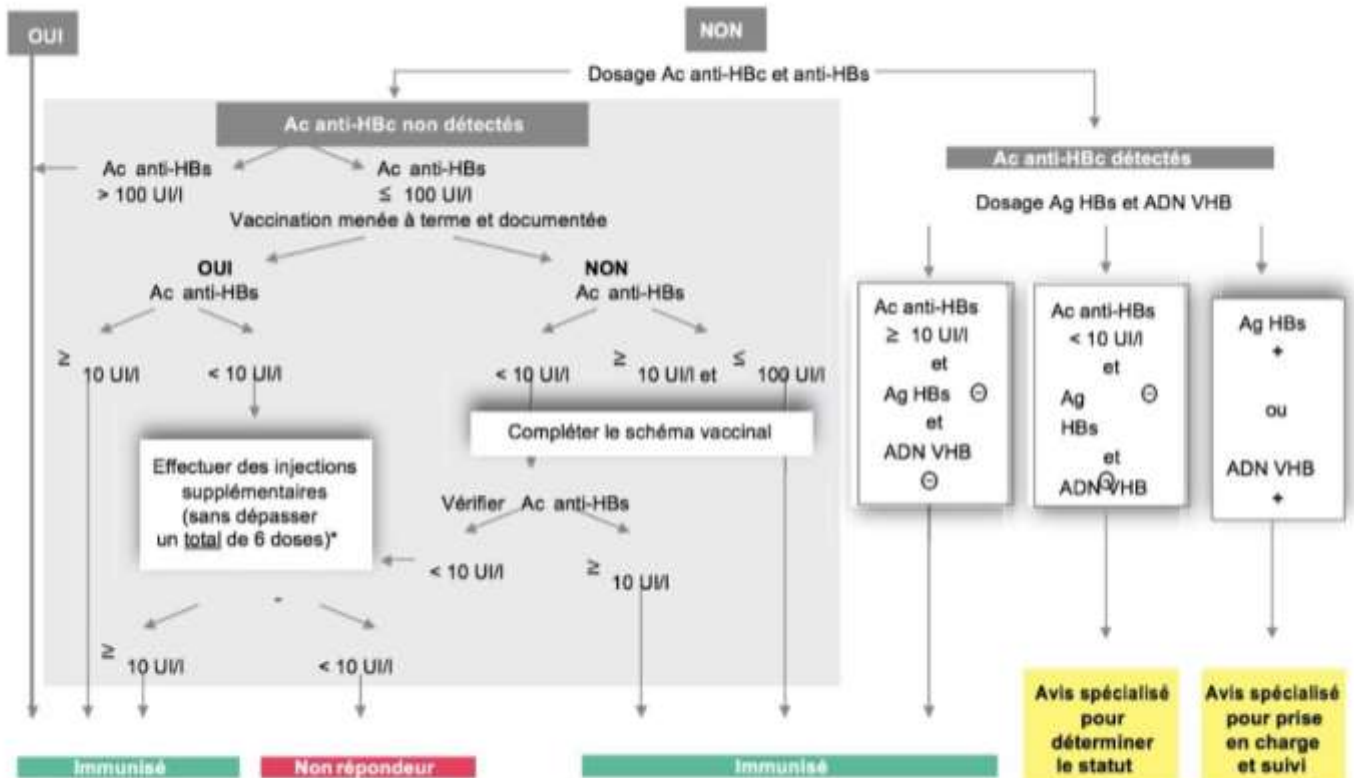 OUI
NON
Dosage Ac anti-HBc et anti-HBs
Ac anti-HBc non détectés
Ac anti-HBs
> 100 UI/l
Ac anti-HBs
≤ 100 UI/l
Vaccination menée à terme et documentée
OUI
Ac anti-HBs
NON
Ac anti-HBs
≥ 10 UI/l
< 10 UI/l
< 10 UI/l
≥ 10 UI/l et ≤ 100 UI/l
Effectuer des injections
supplémentaires
(sans dépasser
un total de 6 doses)*
Compléter le schéma vaccinal
Vérifier Ac anti-HBs
< 10 UI/l
≥ 10 UI/l
-
≥ 10 UI/l
< 10 UI/l
Ac anti-HBc détectés
Dosage Ag HBs et ADN VHB
Ac anti-HBs
≥ 10 UI/l
et
Ag HBs ⊖
et
ADN VHB
⊖
Ac anti-HBs
< 10 UI/l
et
Ag ⊖
HBs
et
ADN VHB
⊖
Ag HBs
+
ou
ADN VHB
+
Immunisé
Non répondeur
Immunisé
Avis spécialisé
pour
déterminer
le statut
Avis spécialisé
pour prise
en charge
et suivi